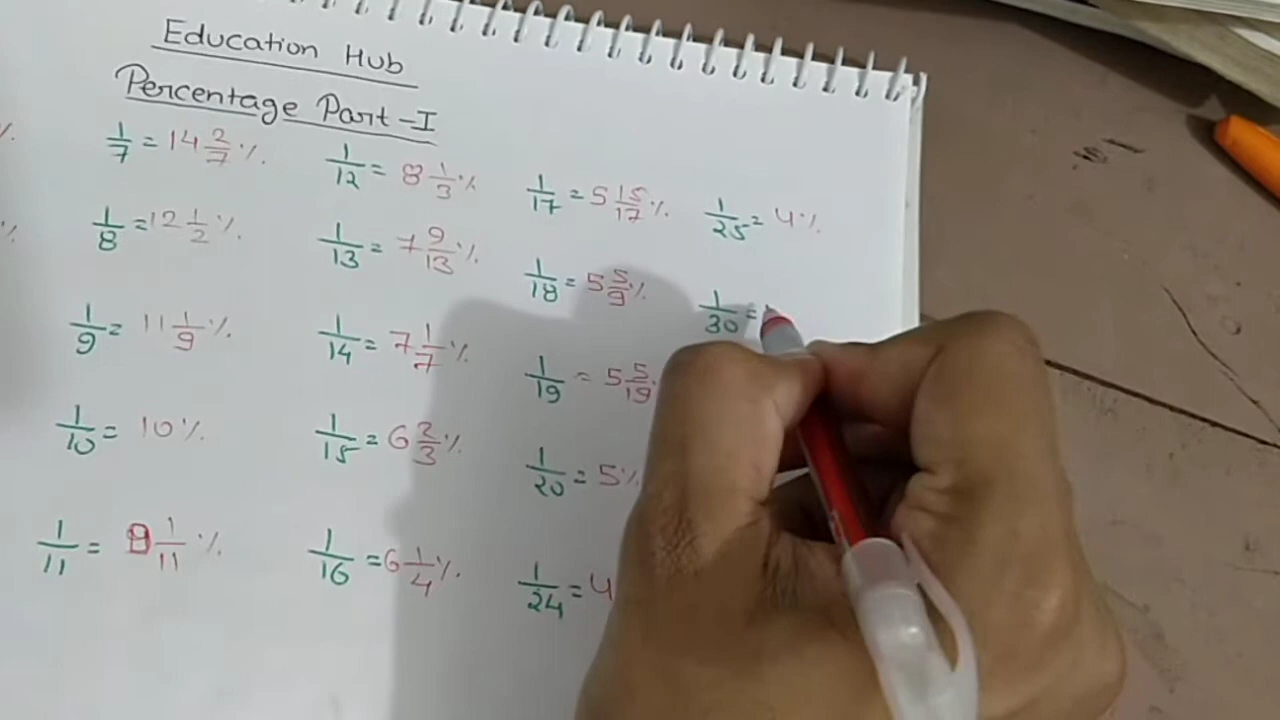 Education Hub
Percentage Part-I
1/7 = 14 2/7 %
1/8 = 12 1/2 %
1/9 = 11 1/9 %
1/10 = 10%
1/11 = 9 1/11 %
1/12 = 8 1/3 %
1/13 = 7 9/13 %
1/14 = 7 1/7 %
1/15 = 6 2/3 %
1/16 = 6 1/4 %
1/17 = 5 15/17 %
1/18 = 5 5/9 %
1/19 = 5 5/19
1/20 = 5%
1/24 = 4
1/25 = 4%
1/30 =